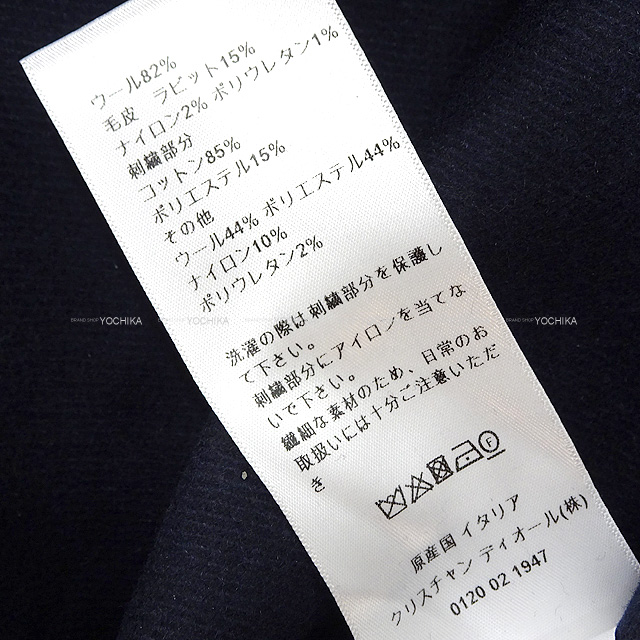 ウール82%
毛皮 ラビット15%
ナイロン2% ポリウレタン1%
刺繍部分
コットン85%
ポリエステル15%
その他
ウール44% ポリエステル44%
ナイロン10%
ポリウレタン2%
洗濯の際は刺繍部分を保護し
て下さい。
刺繍部分にアイロンを当てな
いで下さい。
繊細な素材のため、日常のお
取扱いには十分ご注意いただ
き
F
原産国 イタリア
クリスチャン ディオール(株)
0120 02 1947
BRAND SHOP YOCHIKA
BRAND SHOP YOCHIKA